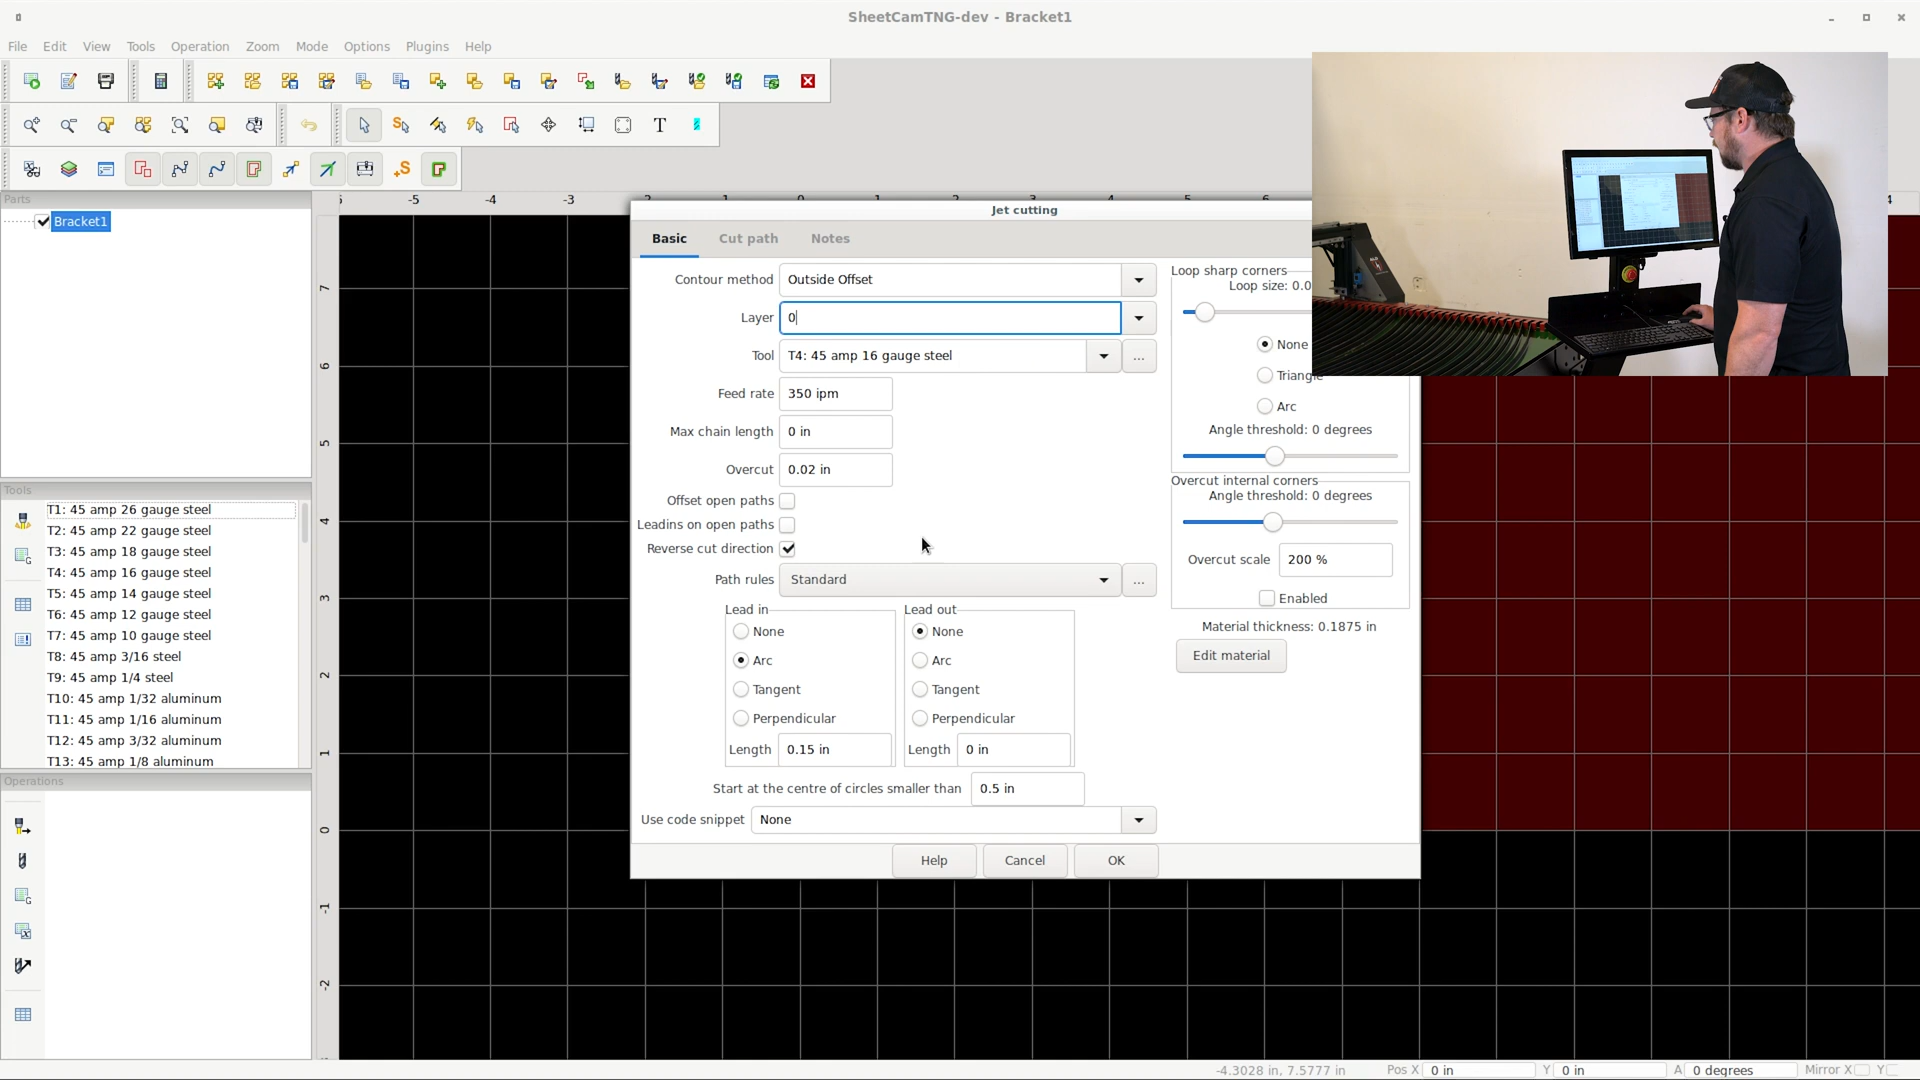 SheetCamTNG-dev - Bracket1
File Edit View Tools Operation Zoom Mode Options Plugins Help
T
S
Parts
Bracket1
-5 -4 -3 -2 -1 0 1 2 3 4 5 6
7
6
5
4
3
2
1
0
-1
-2
Tools
T1: 45 amp 26 gauge steel
T2: 45 amp 22 gauge steel
T3: 45 amp 18 gauge steel
T4: 45 amp 16 gauge steel
T5: 45 amp 14 gauge steel
T6: 45 amp 12 gauge steel
T7: 45 amp 10 gauge steel
T8: 45 amp 3/16 steel
T9: 45 amp 1/4 steel
T10: 45 amp 1/32 aluminum
T11: 45 amp 1/16 aluminum
T12: 45 amp 3/32 aluminum
T13: 45 amp 1/8 aluminum
Operations
Jet cutting
Basic Cut path Notes
Contour method Outside Offset
Layer 0
Tool T4: 45 amp 16 gauge steel ...
Feed rate 350 ipm
Max chain length 0 in
Overcut 0.02 in
Offset open paths
Leadins on open paths
Reverse cut direction
Path rules Standard ...
Lead in
None
Arc
Tangent
Perpendicular
Length 0.15 in
Lead out
None
Arc
Tangent
Perpendicular
Length 0 in
Start at the centre of circles smaller than 0.5 in
Use code snippet None
Loop sharp corners
Loop size: 0.0
None
Triangle
Arc
Angle threshold: 0 degrees
Overcut internal corners
Angle threshold: 0 degrees
Overcut scale 200 %
Enabled
Material thickness: 0.1875 in
Edit material
Help Cancel OK
-4.3028 in, 7.5777 in Pos X 0 in Y 0 in A 0 degrees Mirror X Y